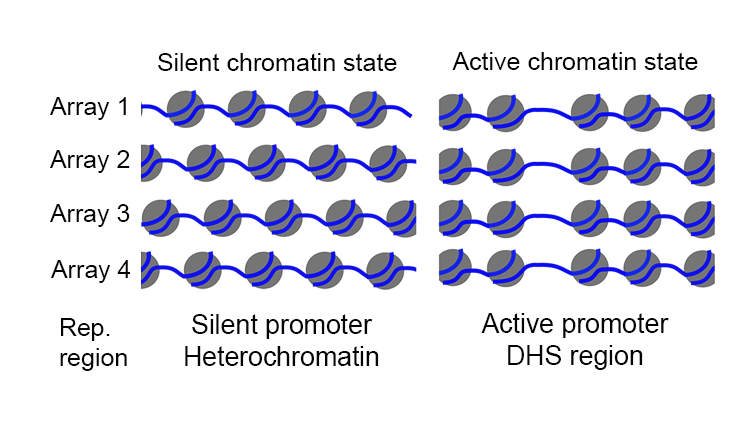 Silent chromatin state
Active chromatin state
Array 1
Array 2
Array 3
Array 4
Rep.
region
Silent promoter
Heterochromatin
Active promoter
DHS region